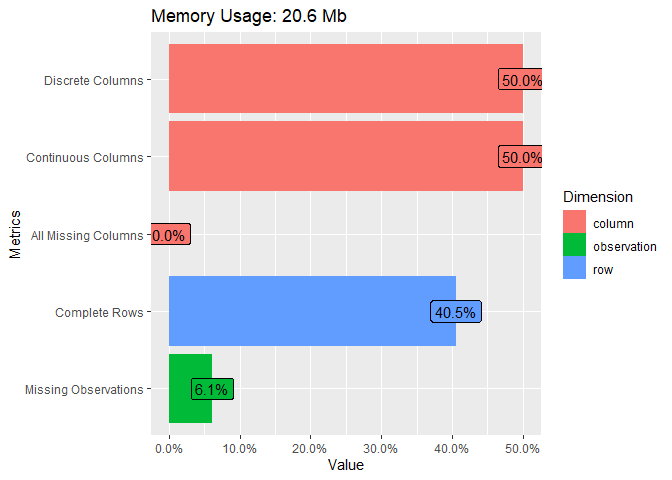 Memory Usage: 20.6 Mb
Metrics
Discrete Columns
50.0%
Continuous Columns
50.0%
All Missing Columns
0.0%
Complete Rows
40.5%
Missing Observations
6.1%
0.0% 10.0% 20.0% 30.0% 40.0% 50.0%
Value
Dimension
column
observation
row